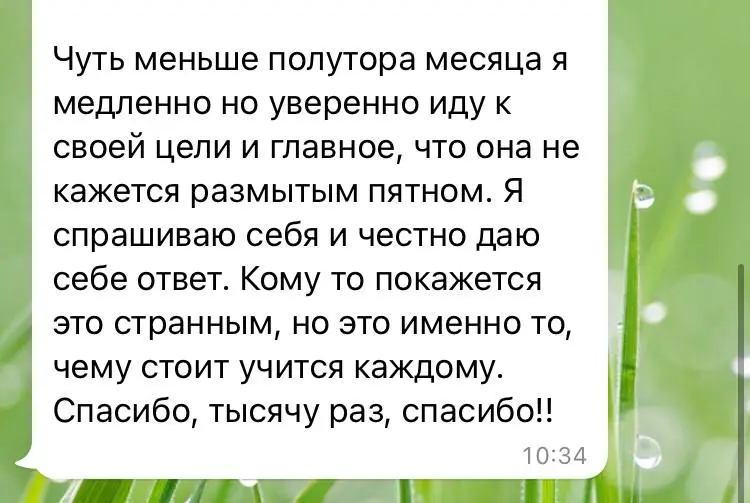 Чуть меньше полутора месяца я
медленно но уверенно иду к
своей цели и главное, что она не
кажется размытым пятном. Я
спрашиваю себя и честно даю
себе ответ. Кому то покажется
это странным, но это именно то,
чему стоит учится каждому.
Спасибо, тысячу раз, спасибо!!
10:34